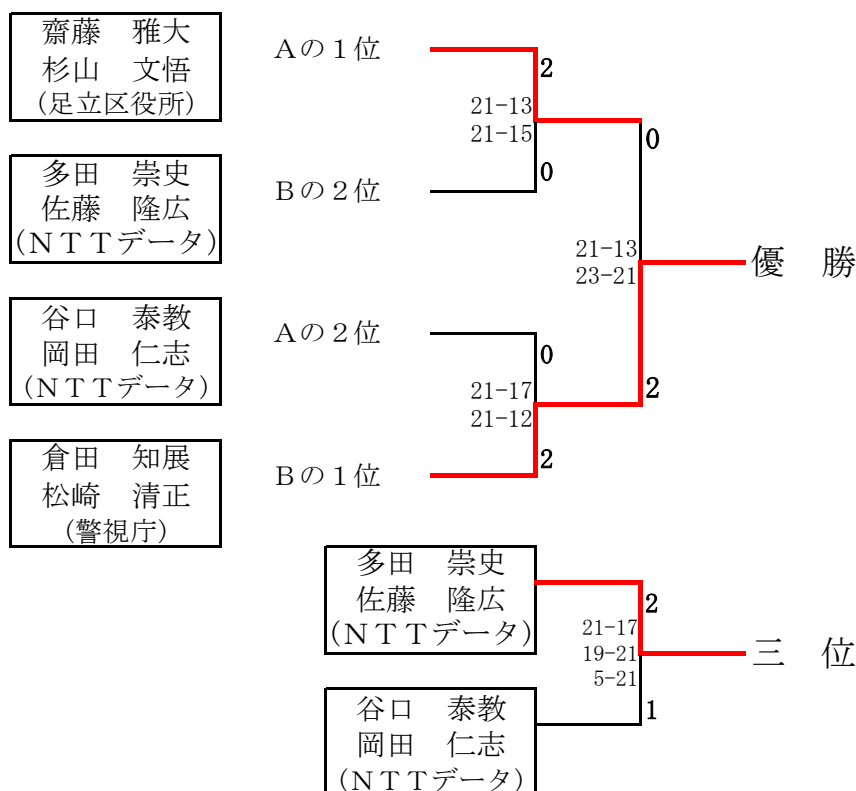 齋藤　雅大
杉山　文悟
(足立区役所)
Ａの１位
2
21-13
21-15
0
0
多田　崇史
佐藤　隆広
(ＮＴＴデータ)
Ｂの２位
21-13
23-21
優　勝
谷口　泰教
岡田　仁志
(ＮＴＴデータ)
Ａの２位
0
21-17
21-12
2
2
倉田　知展
松崎　清正
(警視庁)
Ｂの１位
多田　崇史
佐藤　隆広
(ＮＴＴデータ)
2
21-17
19-21
5-21
三　位
1
谷口　泰教
岡田　仁志
(ＮＴＴデータ)